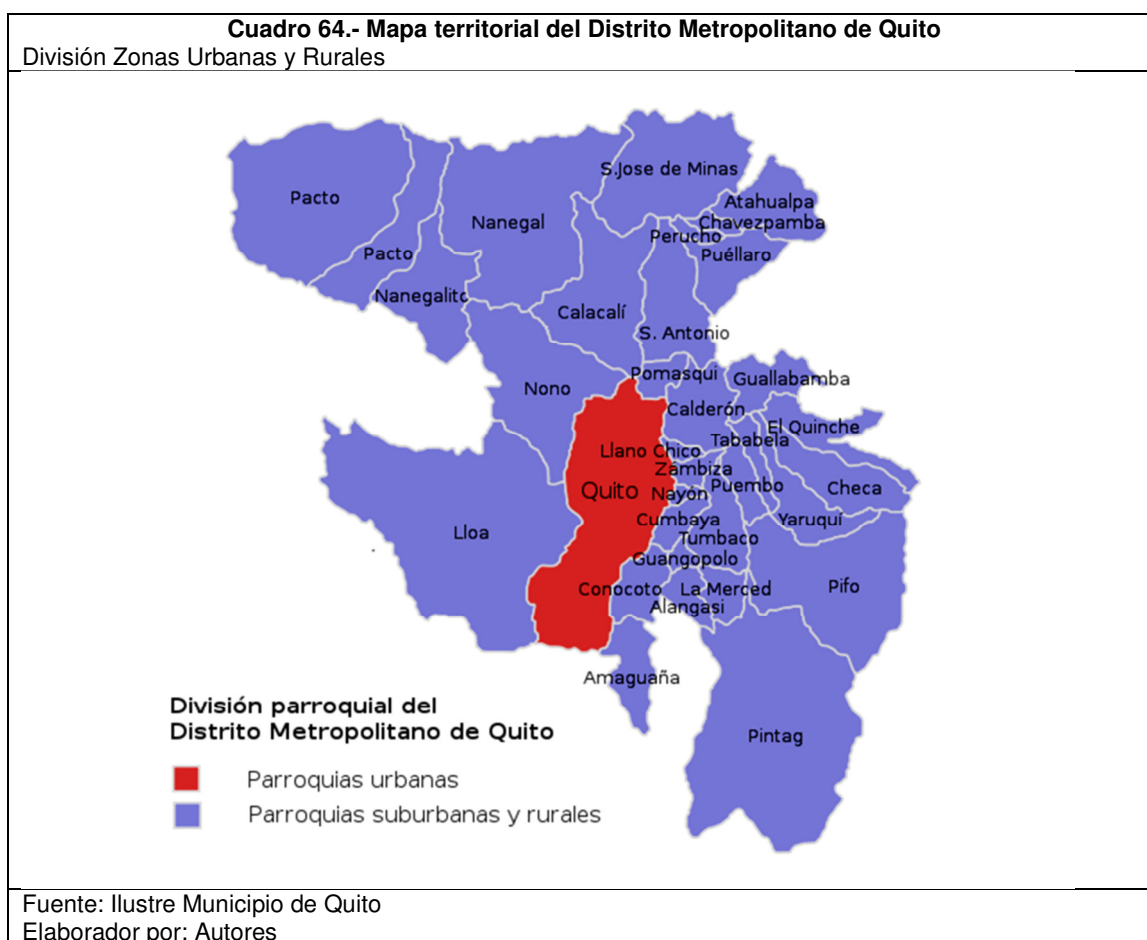 Cuadro 64.- Mapa territorial del Distrito Metropolitano de Quito
División Zonas Urbanas y Rurales
S.Jose de Minas
Pacto
Atahualpa
Nanegal
Chavezpamba
Perucho
Pacto
Puéllaro
Nanegalito
Calacalí
S. Antonio
Pomasqui
Guallabamba
Nono
Calderón
El Quinche
Tababela
Llano Chico
Zámbiza
Puembo
Checa
Quito
Nayón
Cumbaya
Yaruquí
Lloa
Tumbaco
Guangopolo
Pifo
Conocoto
La Merced
Alangasi
Amaguaña
Pintag
División parroquial del
Distrito Metropolitano de Quito
Parroquias urbanas
Parroquias suburbanas y rurales
Fuente: Ilustre Municipio de Quito
Elaborador por: Autores